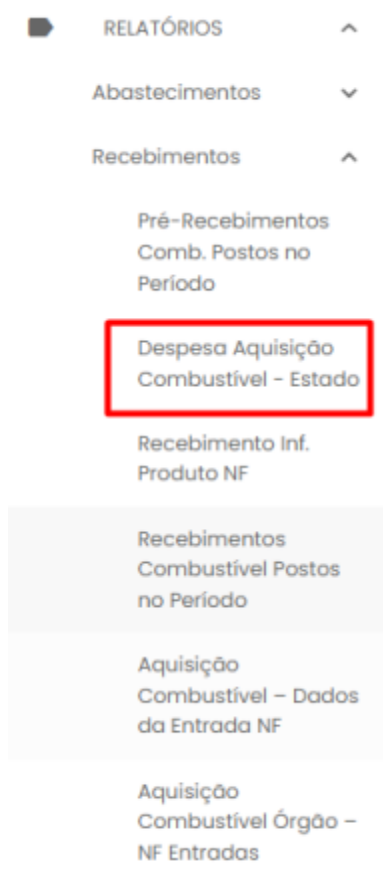 RELATÓRIOS
Abastecimentos
Recebimentos
Pré-Recebimentos
Comb. Postos no
Período
Despesa Aquisição
Combustível - Estado
Recebimento Inf.
Produto NF
Recebimentos
Combustível Postos
no Período
Aquisição
Combustível – Dados
da Entrada NF
Aquisição
Combustível Órgão –
NF Entradas